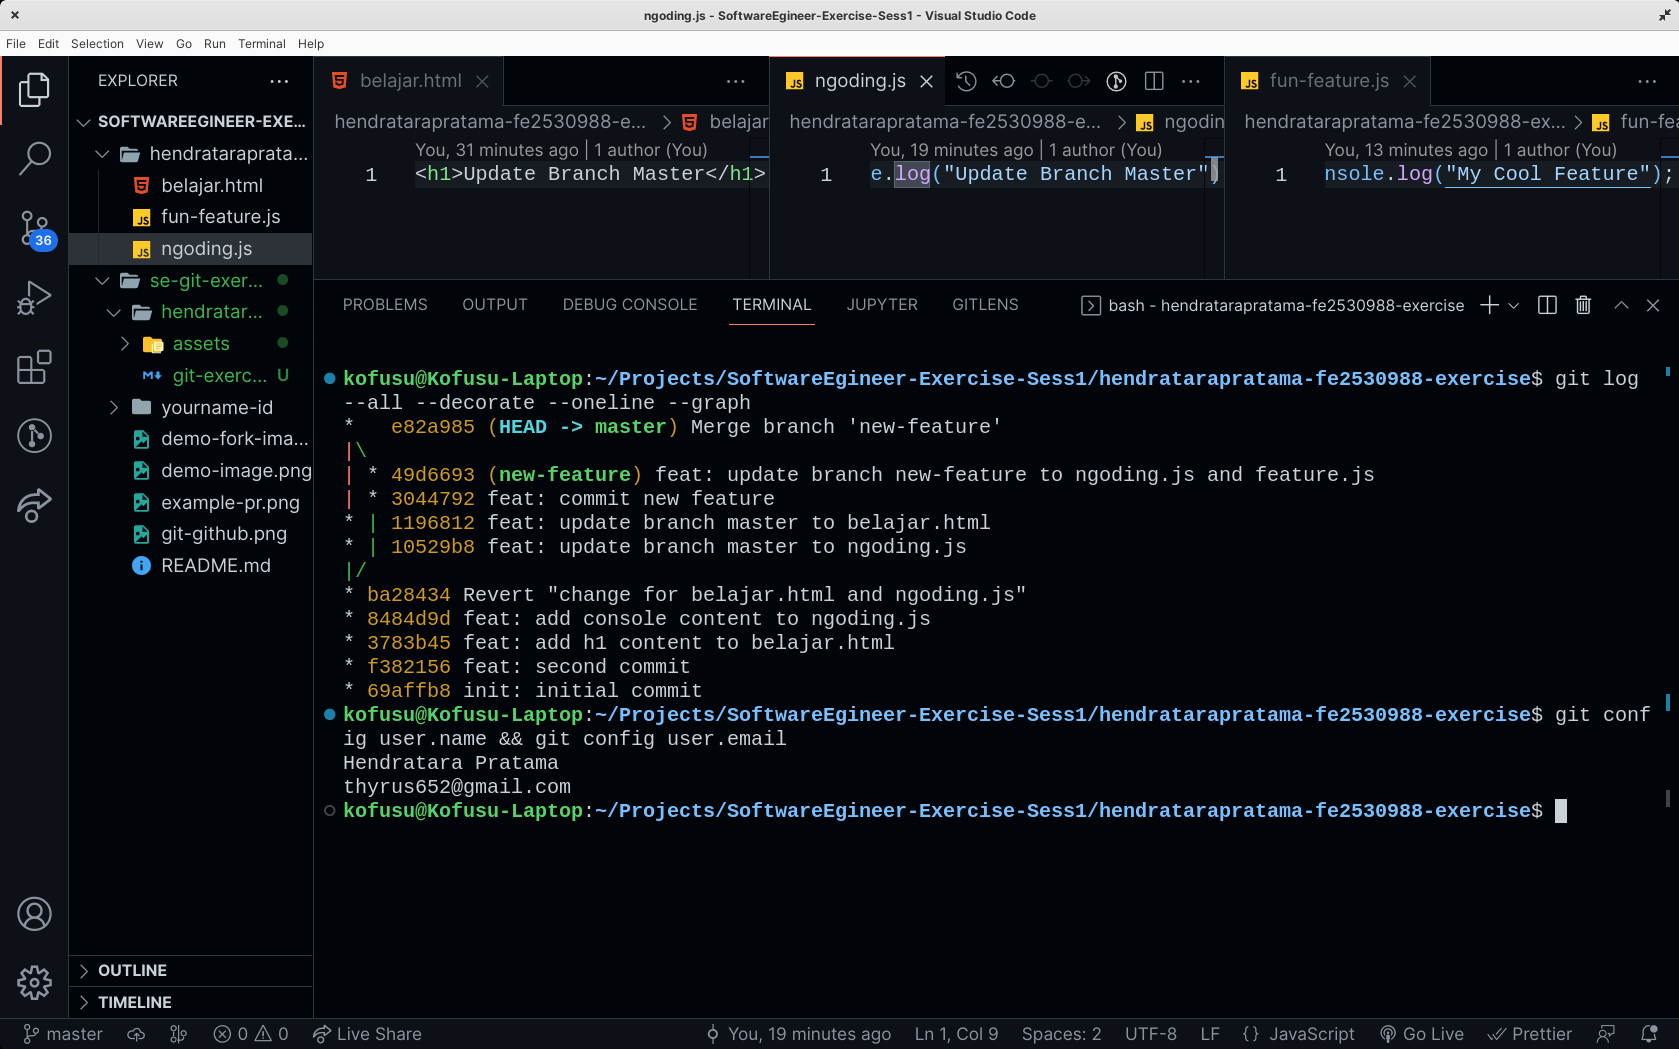 ngoding.js - SoftwareEgineer-Exercise-Sess1 - Visual Studio Code
File Edit Selection View Go Run Terminal Help
EXPLORER
SOFTWAREEGINEER-EXE...
hendrataraprata...
belajar.html
fun-feature.js
ngoding.js
se-git-exer...
hendratar...
assets
git-exerc... U
yourname-id
demo-fork-ima...
demo-image.png
example-pr.png
git-github.png
README.md
OUTLINE
TIMELINE
36
belajar.html
hendratarapratama-fe2530988-e... > belajar
You, 31 minutes ago | 1 author (You)
1 <h1>Update Branch Master</h1>
JS ngoding.js
hendratarapratama-fe2530988-e... > JS ngodin
You, 19 minutes ago | 1 author (You)
1 e.log("Update Branch Master")
JS fun-feature.js
hendratarapratama-fe2530988-ex... > JS fun-fea
You, 13 minutes ago | 1 author (You)
1 nsole.log("My Cool Feature");
PROBLEMS OUTPUT DEBUG CONSOLE TERMINAL JUPYTER GITLENS
bash - hendratarapratama-fe2530988-exercise
kofusu@Kofusu-Laptop:~/Projects/SoftwareEgineer-Exercise-Sess1/hendratarapratama-fe2530988-exercise$ git log
--all --decorate --oneline --graph
*   e82a985 (HEAD -> master) Merge branch 'new-feature'
|\
| * 49d6693 (new-feature) feat: update branch new-feature to ngoding.js and feature.js
| * 3044792 feat: commit new feature
* | 1196812 feat: update branch master to belajar.html
* | 10529b8 feat: update branch master to ngoding.js
|/
* ba28434 Revert "change for belajar.html and ngoding.js"
* 8484d9d feat: add console content to ngoding.js
* 3783b45 feat: add h1 content to belajar.html
* f382156 feat: second commit
* 69affb8 init: initial commit
kofusu@Kofusu-Laptop:~/Projects/SoftwareEgineer-Exercise-Sess1/hendratarapratama-fe2530988-exercise$ git conf
ig user.name && git config user.email
Hendratara Pratama
thyrus652@gmail.com
kofusu@Kofusu-Laptop:~/Projects/SoftwareEgineer-Exercise-Sess1/hendratarapratama-fe2530988-exercise$
master 0 0 Live Share You, 19 minutes ago Ln 1, Col 9 Spaces: 2 UTF-8 LF {} JavaScript Go Live Prettier